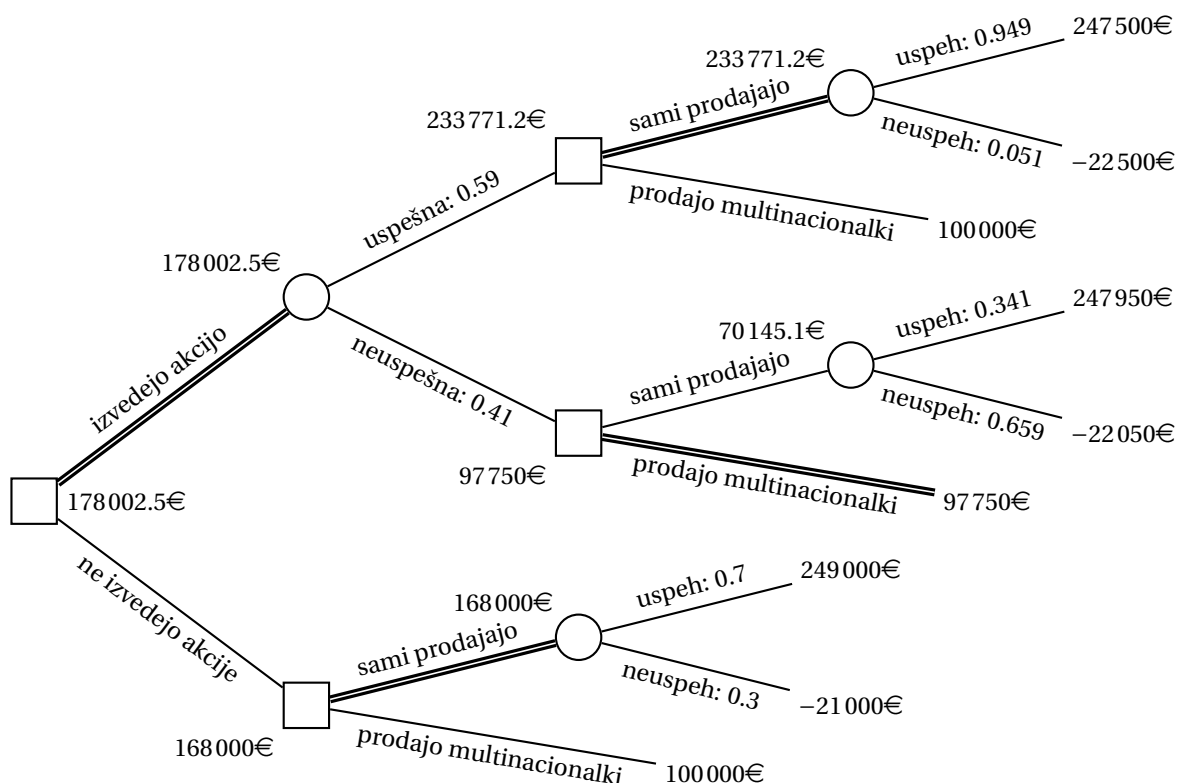 uspeh: 0.949
247 500€
233 771.2€
sami prodajajo
neuspeh: 0.051
−22 500€
233 771.2€
prodajo multinacionalki
100 000€
uspešna: 0.59
178 002.5€
neuspešna: 0.41
uspeh: 0.341
247 950€
70 145.1€
sami prodajajo
neuspeh: 0.659
−22 050€
97 750€
prodajo multinacionalki
97 750€
izvedejo akcijo
178 002.5€
ne izvedejo akcije
uspeh: 0.7
249 000€
168 000€
sami prodajajo
neuspeh: 0.3
−21 000€
168 000€
prodajo multinacionalki
100 000€